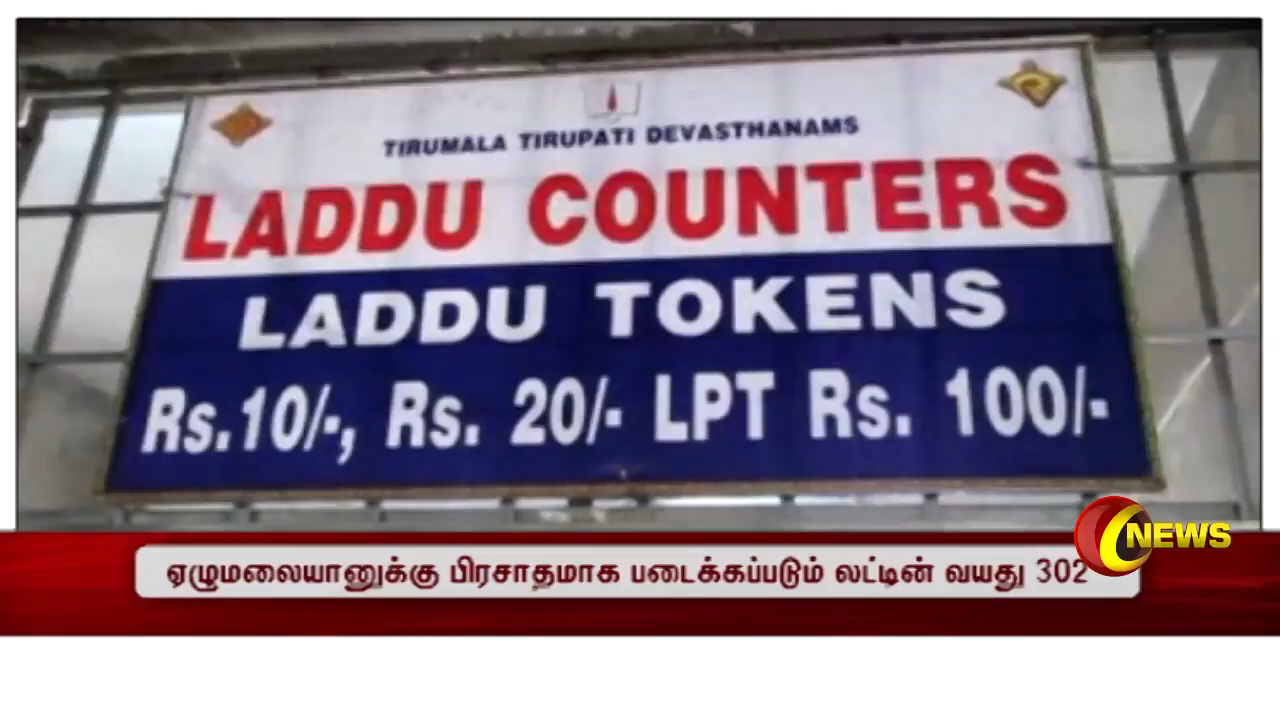 TIRUMALA TIRUPATI DEVASTHANAMS
LADDU COUNTERS
LADDU TOKENS
Rs.10/-, Rs. 20/- LPT Rs. 100/-
NEWS
ஏழுமலையானுக்கு பிரசாதமாக படைக்கப்படும் லட்டின் வயது 302